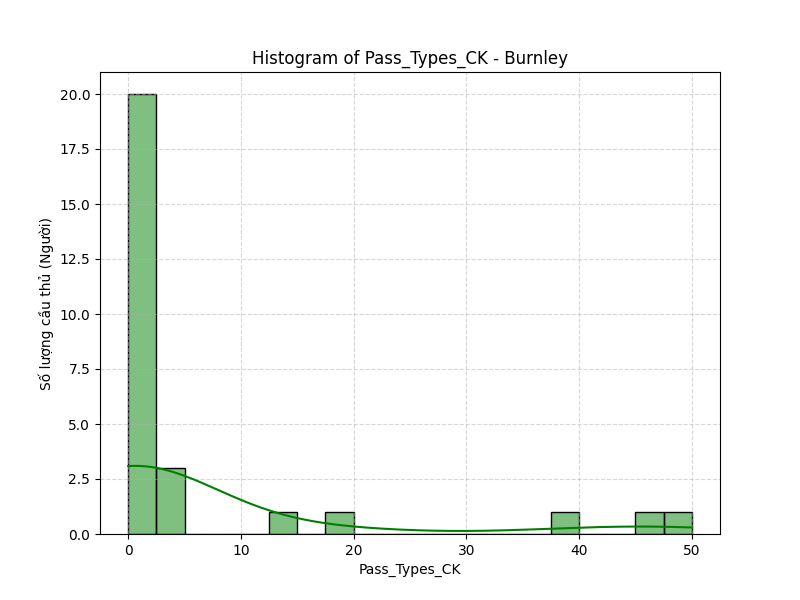 Histogram of Pass_Types_CK - Burnley
Số lượng cầu thủ (Người)
20.0
17.5
15.0
12.5
10.0
7.5
5.0
2.5
0.0
0 10 20 30 40 50
Pass_Types_CK